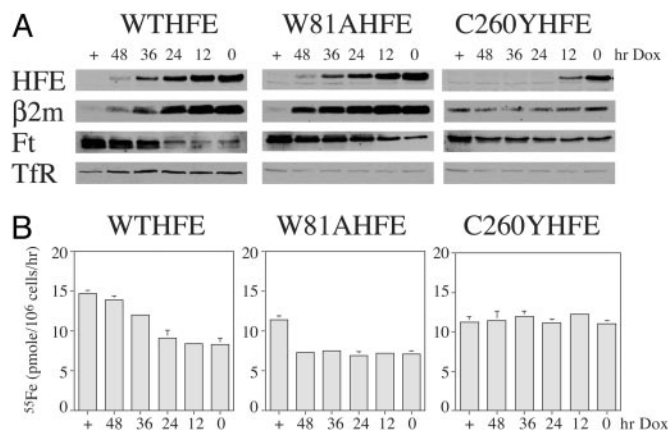 A
WTHFE W81AHFE C260YHFE
+ 48 36 24 12 0 + 48 36 24 12 0 + 48 36 24 12 0 hr Dox
HFE
β2m
Ft
TfR
B
WTHFE W81AHFE C260YHFE
⁵⁵Fe (pmole/10⁶ cells/hr)
20 20 20
15 15 15
10 10 10
5 5 5
0 0 0
+ 48 36 24 12 0 + 48 36 24 12 0 + 48 36 24 12 0 hr Dox